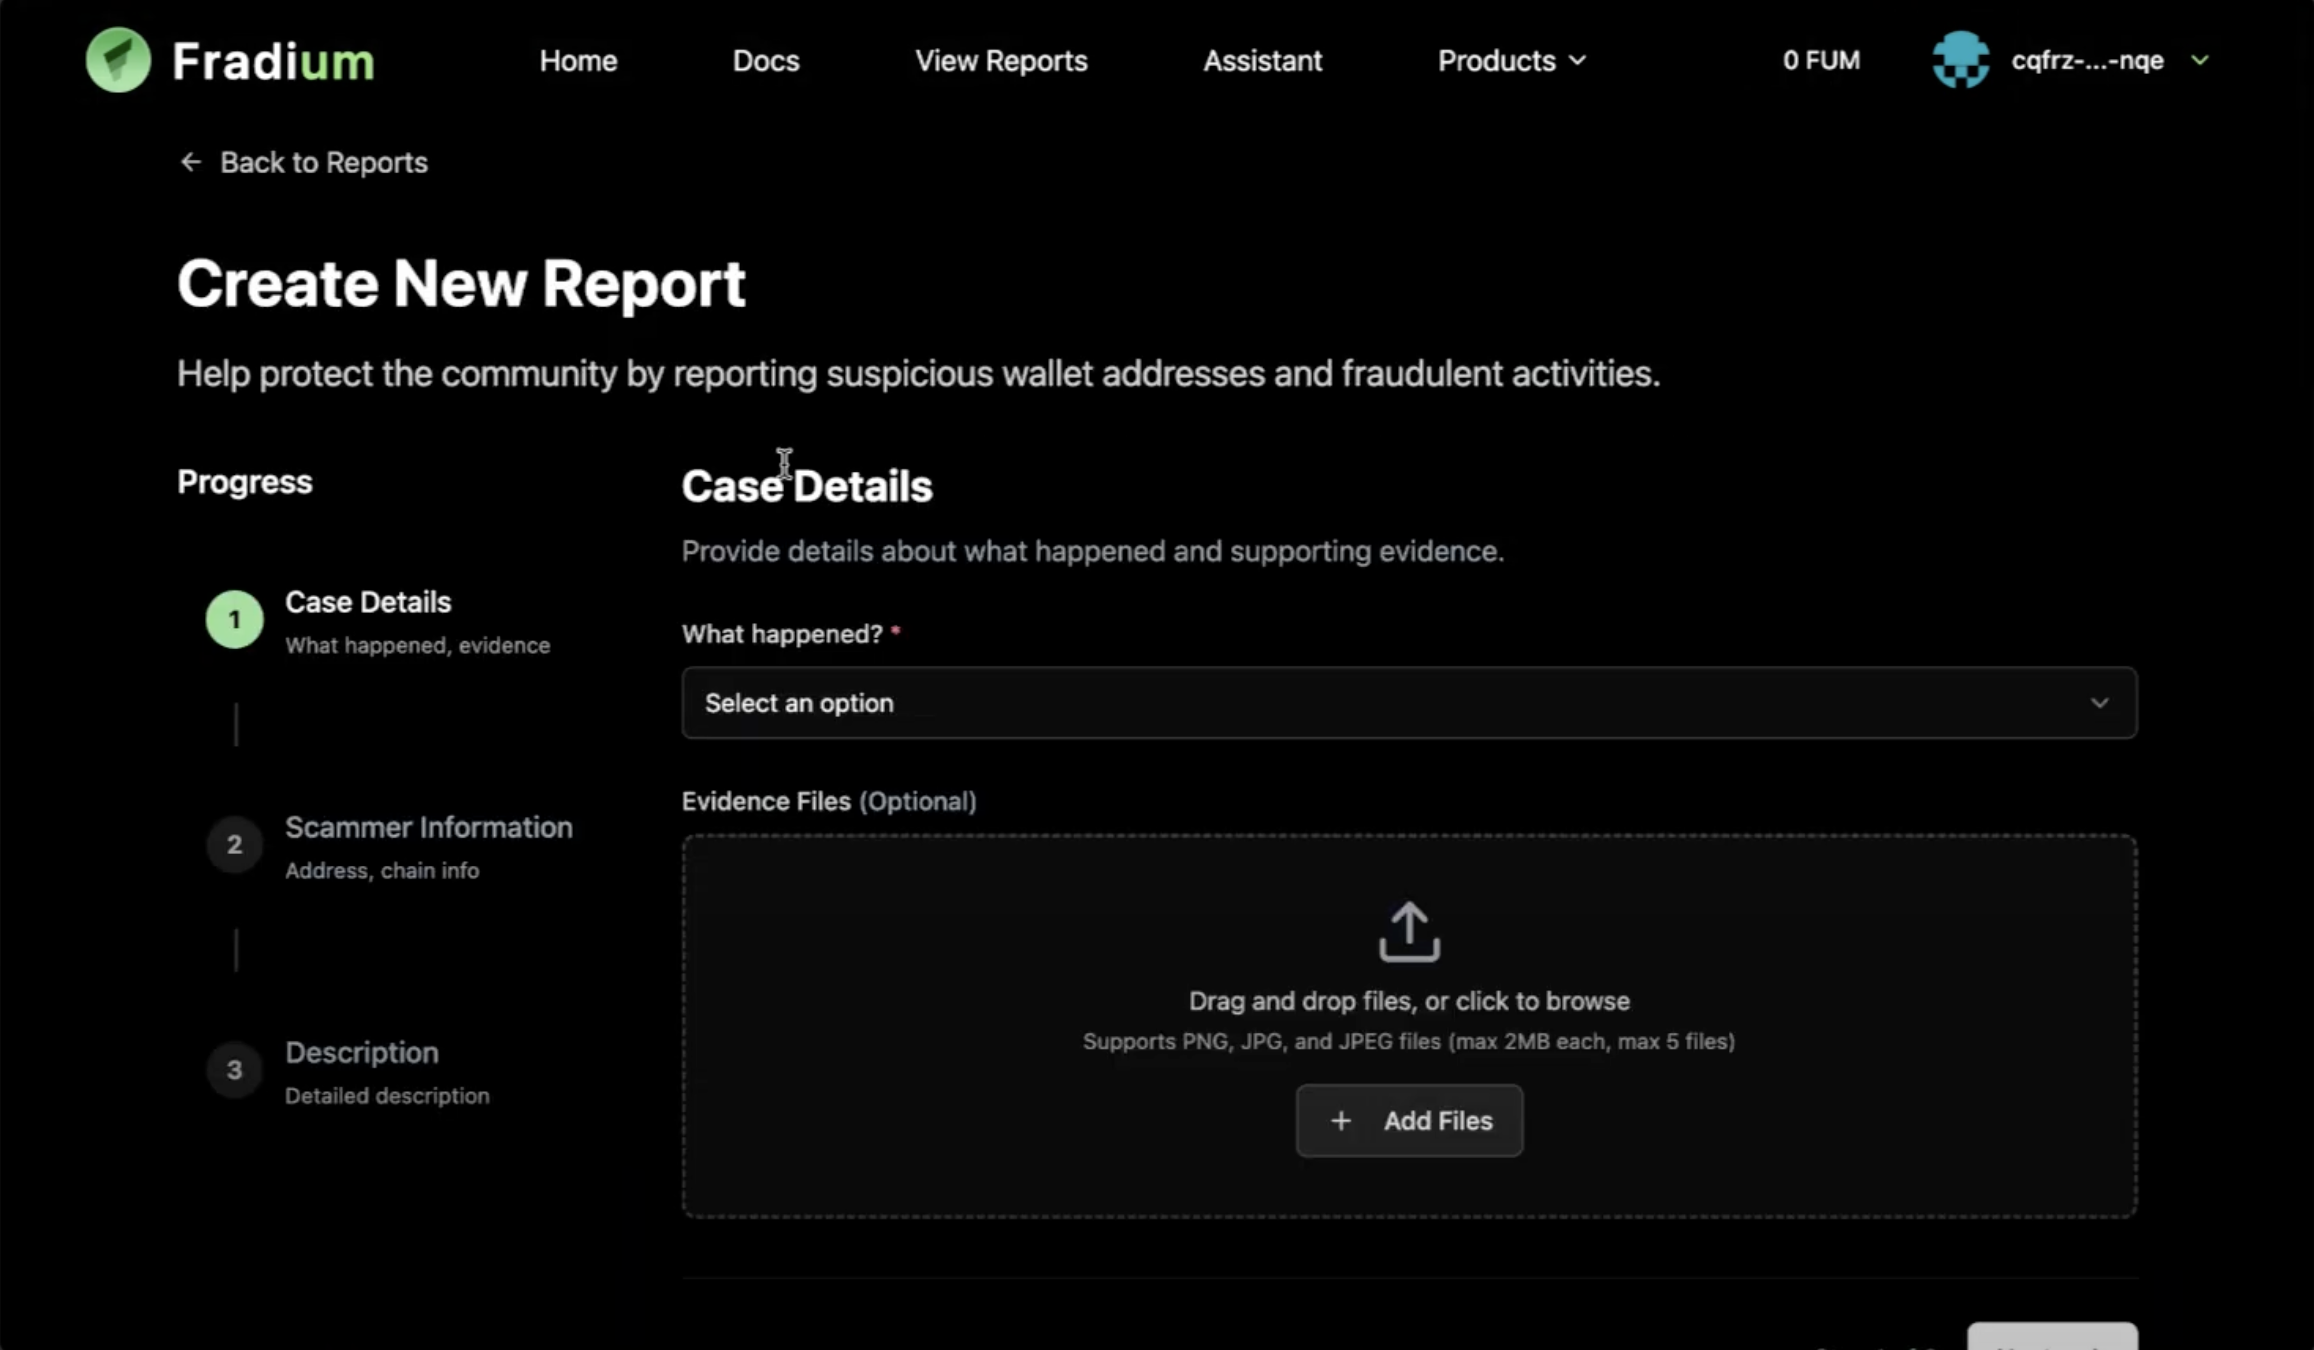 Fradium
Home
Docs
View Reports
Assistant
Products
0 FUM
cqfrz-...-nqe
Back to Reports
Create New Report
Help protect the community by reporting suspicious wallet addresses and fraudulent activities.
Progress
1
Case Details
What happened, evidence
2
Scammer Information
Address, chain info
3
Description
Detailed description
Case Details
Provide details about what happened and supporting evidence.
What happened? *
Select an option
Evidence Files (Optional)
Drag and drop files, or click to browse
Supports PNG, JPG, and JPEG files (max 2MB each, max 5 files)
+ Add Files